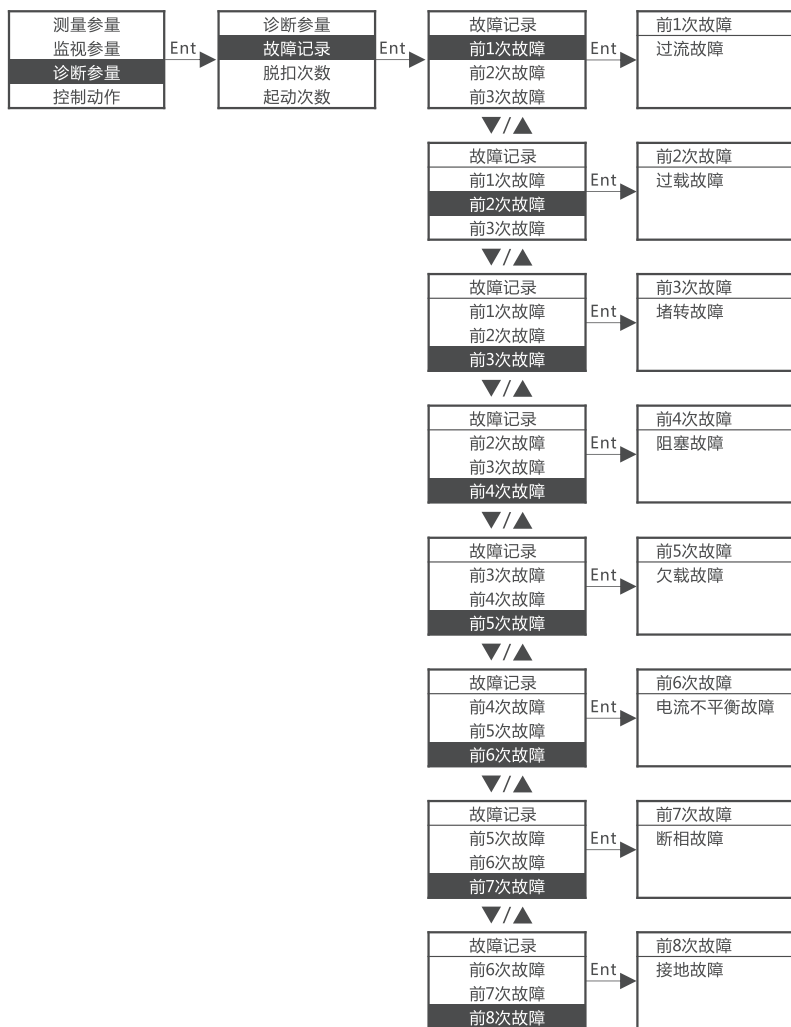 测量参量
监视参量
诊断参量
控制动作
Ent
诊断参量
故障记录
脱扣次数
起动次数
Ent
故障记录
前1次故障
前2次故障
前3次故障
Ent
前1次故障
过流故障
▼/▲
故障记录
前1次故障
前2次故障
前3次故障
Ent
前2次故障
过载故障
▼/▲
故障记录
前1次故障
前2次故障
前3次故障
Ent
前3次故障
堵转故障
▼/▲
故障记录
前2次故障
前3次故障
前4次故障
Ent
前4次故障
阻塞故障
▼/▲
故障记录
前3次故障
前4次故障
前5次故障
Ent
前5次故障
欠载故障
▼/▲
故障记录
前4次故障
前5次故障
前6次故障
Ent
前6次故障
电流不平衡故障
▼/▲
故障记录
前5次故障
前6次故障
前7次故障
Ent
前7次故障
断相故障
▼/▲
故障记录
前6次故障
前7次故障
前8次故障
Ent
前8次故障
接地故障